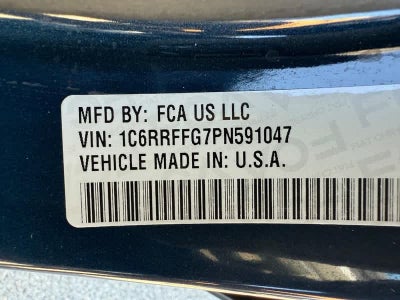 MFD BY: FCA US LLC
VIN: 1C6RRFFG7PN591047
VEHICLE MADE IN: U.S.A.